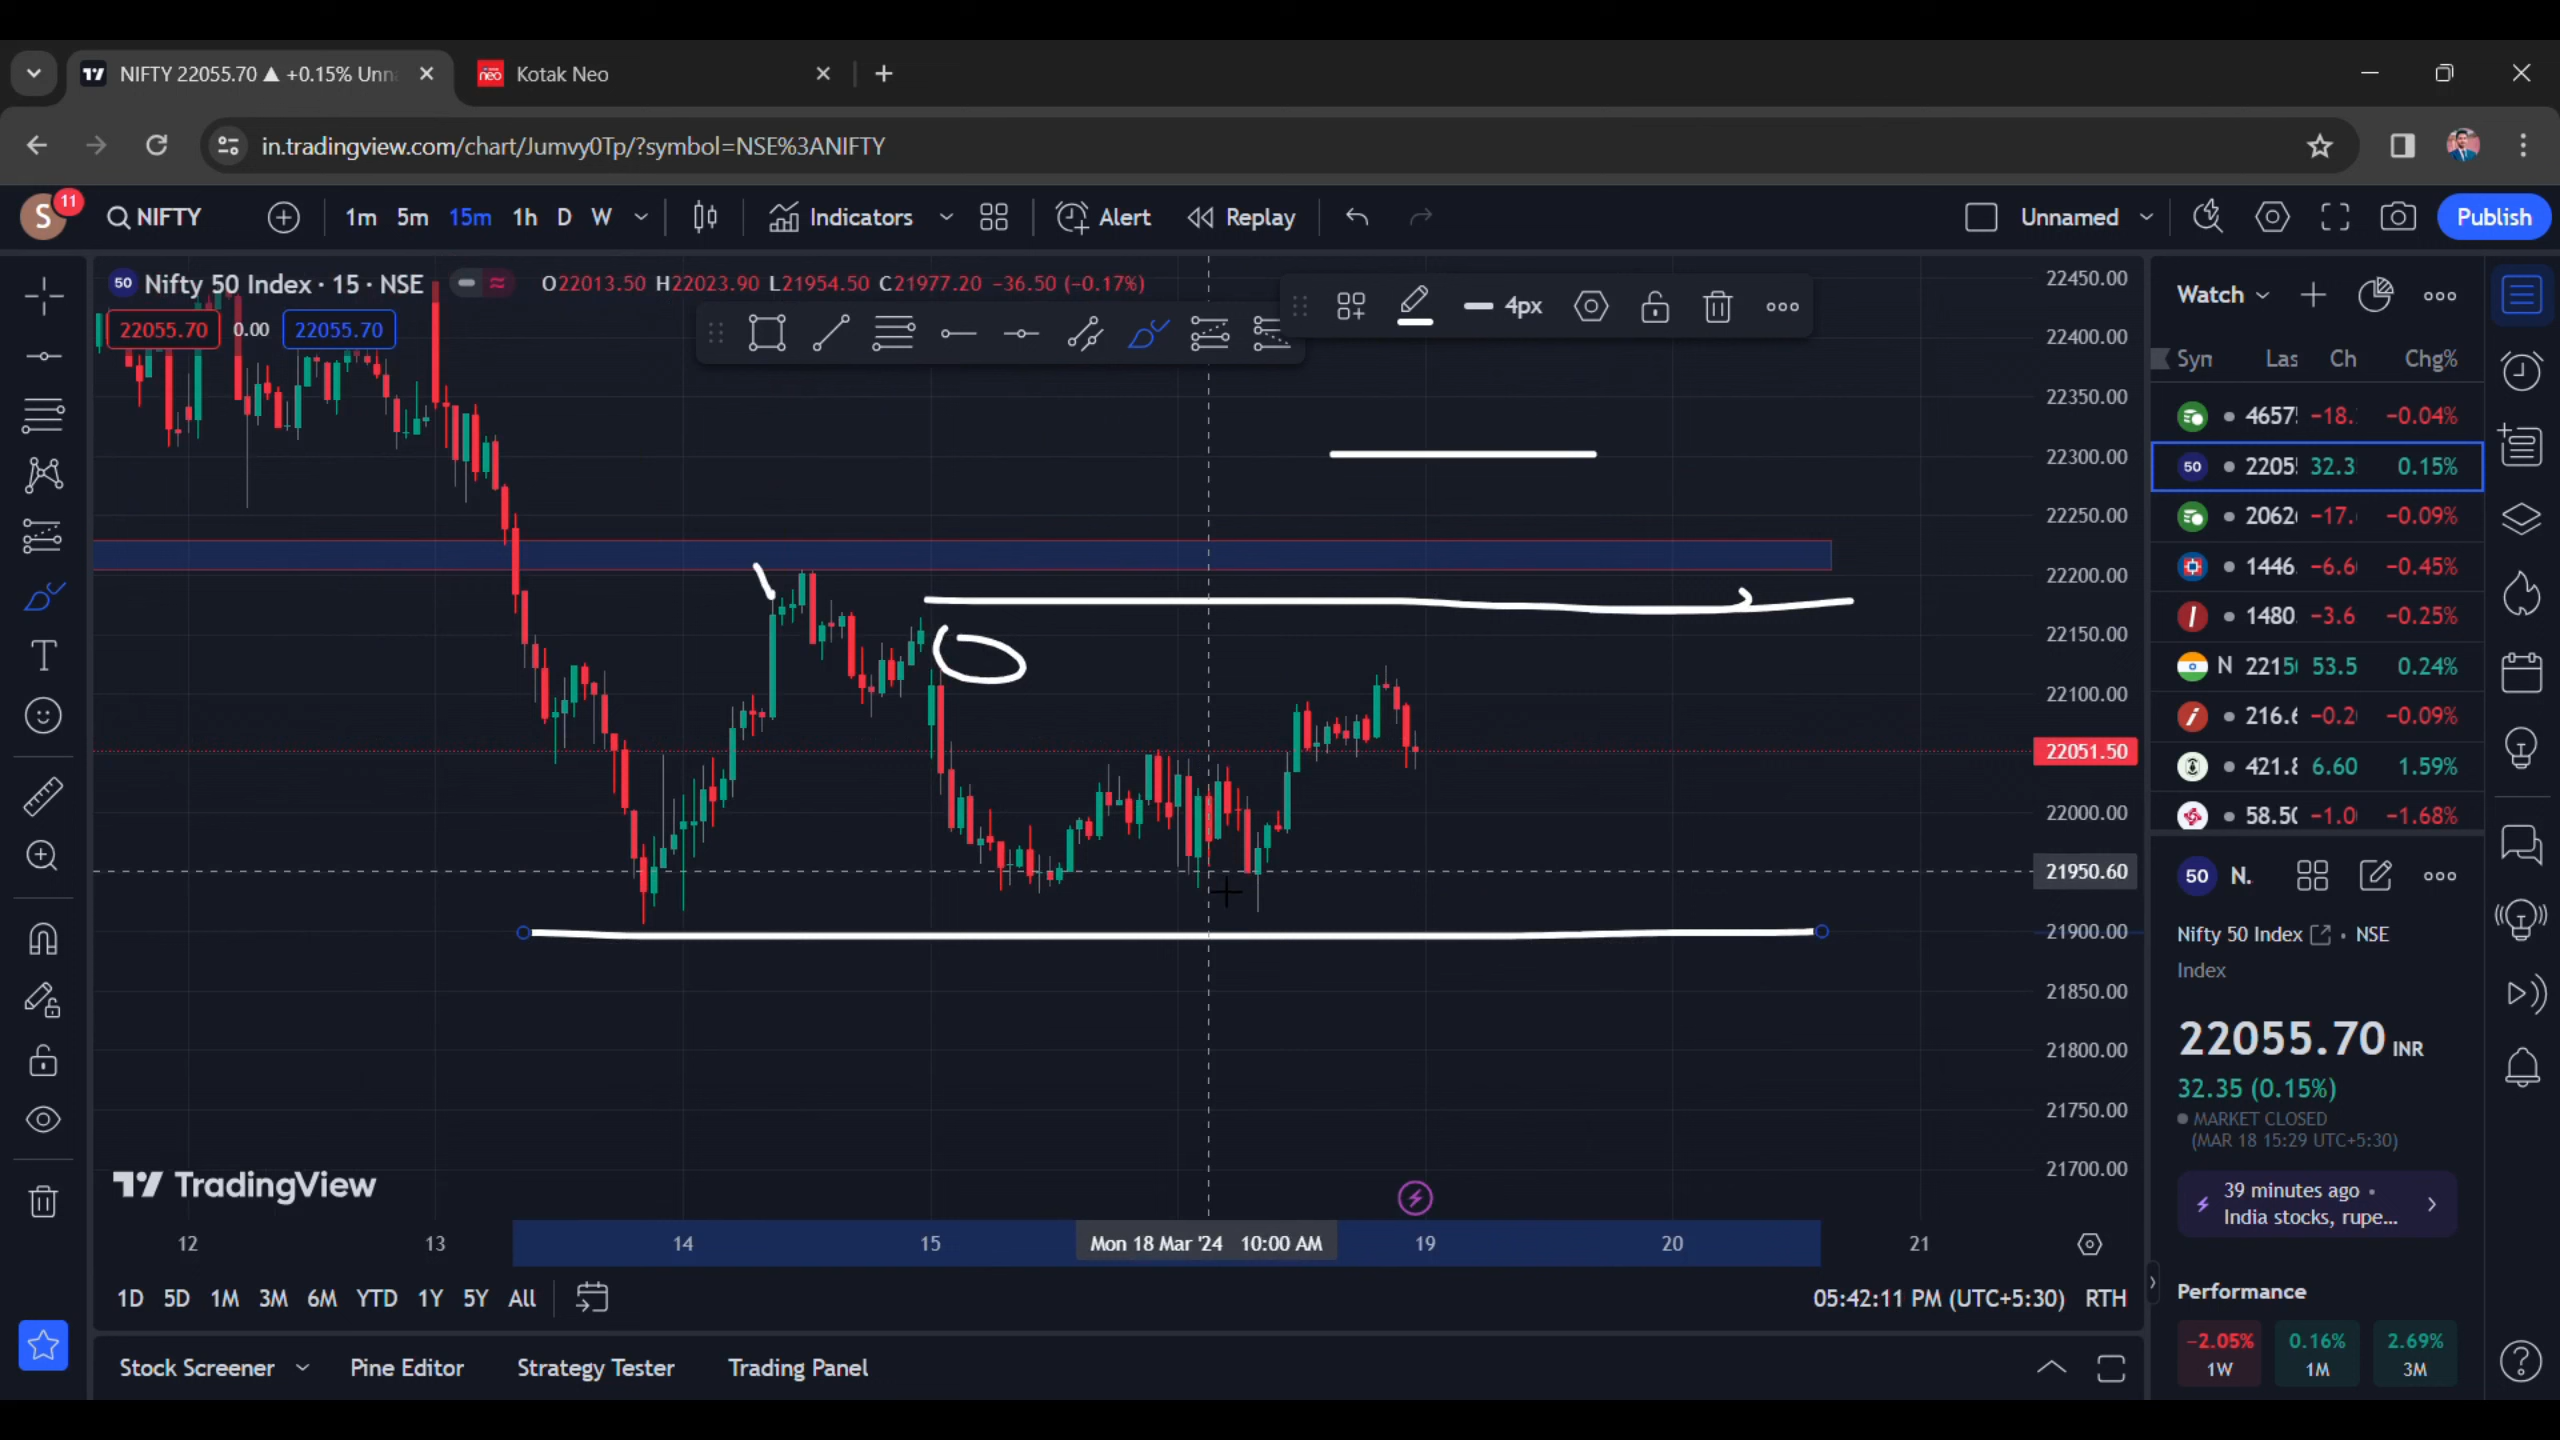 NIFTY 22055.70 ▲ +0.15% Unn
Kotak Neo
in.tradingview.com/chart/Jumvy0Tp/?symbol=NSE%3ANIFTY
S 11 NIFTY 1m 5m 15m 1h D W Indicators Alert Replay Unnamed Publish
50 Nifty 50 Index · 15 · NSE O22013.50 H22023.90 L21954.50 C21977.20 −36.50 (−0.17%)
22055.70 0.00 22055.70
4px
22450.00
22400.00
22350.00
22300.00
22250.00
22200.00
22150.00
22100.00
22051.50
22000.00
21950.60
21900.00
21850.00
21800.00
21750.00
21700.00
TradingView
12 13 14 15 Mon 18 Mar '24 10:00 AM 19 20 21
1D 5D 1M 3M 6M YTD 1Y 5Y All 05:42:11 PM (UTC+5:30) RTH
Stock Screener Pine Editor Strategy Tester Trading Panel
Watch
Syn Las Ch Chg%
4657 −18. −0.04%
50 2205 32.3 0.15%
2062 −17. −0.09%
1446. −6.6 −0.45%
1480. −3.6 −0.25%
N 2215 53.5 0.24%
216.6 −0.2 −0.09%
421.8 6.60 1.59%
58.50 −1.0 −1.68%
50 N.
Nifty 50 Index · NSE
Index
22055.70 INR
32.35 (0.15%)
MARKET CLOSED
(MAR 18 15:29 UTC+5:30)
39 minutes ago •
India stocks, rupe...
Performance
−2.05% 0.16% 2.69%
1W 1M 3M